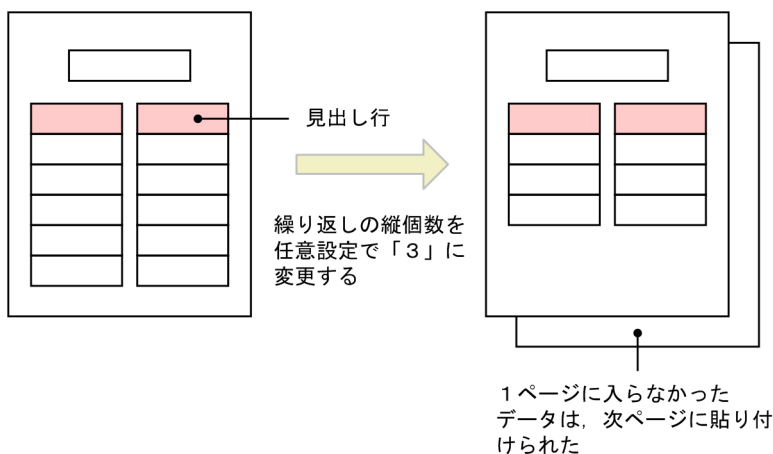 見出し行
繰り返しの縦個数を
任意設定で「３」に
変更する
１ページに入らなかった
データは，次ページに貼り付
けられた